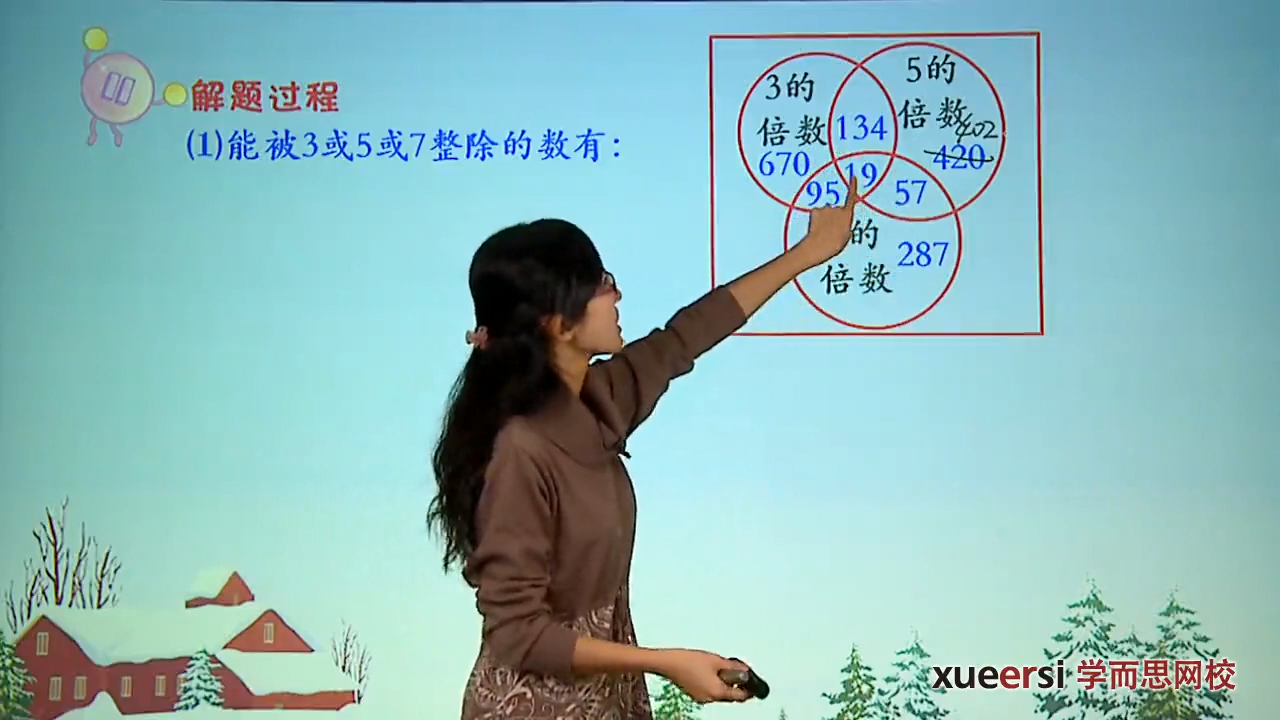 解题过程
(1)能被3或5或7整除的数有：
3的
倍数
670
5的
倍数
402
420
134
19
95
57
的
倍数
287
xueersi 学而思网校